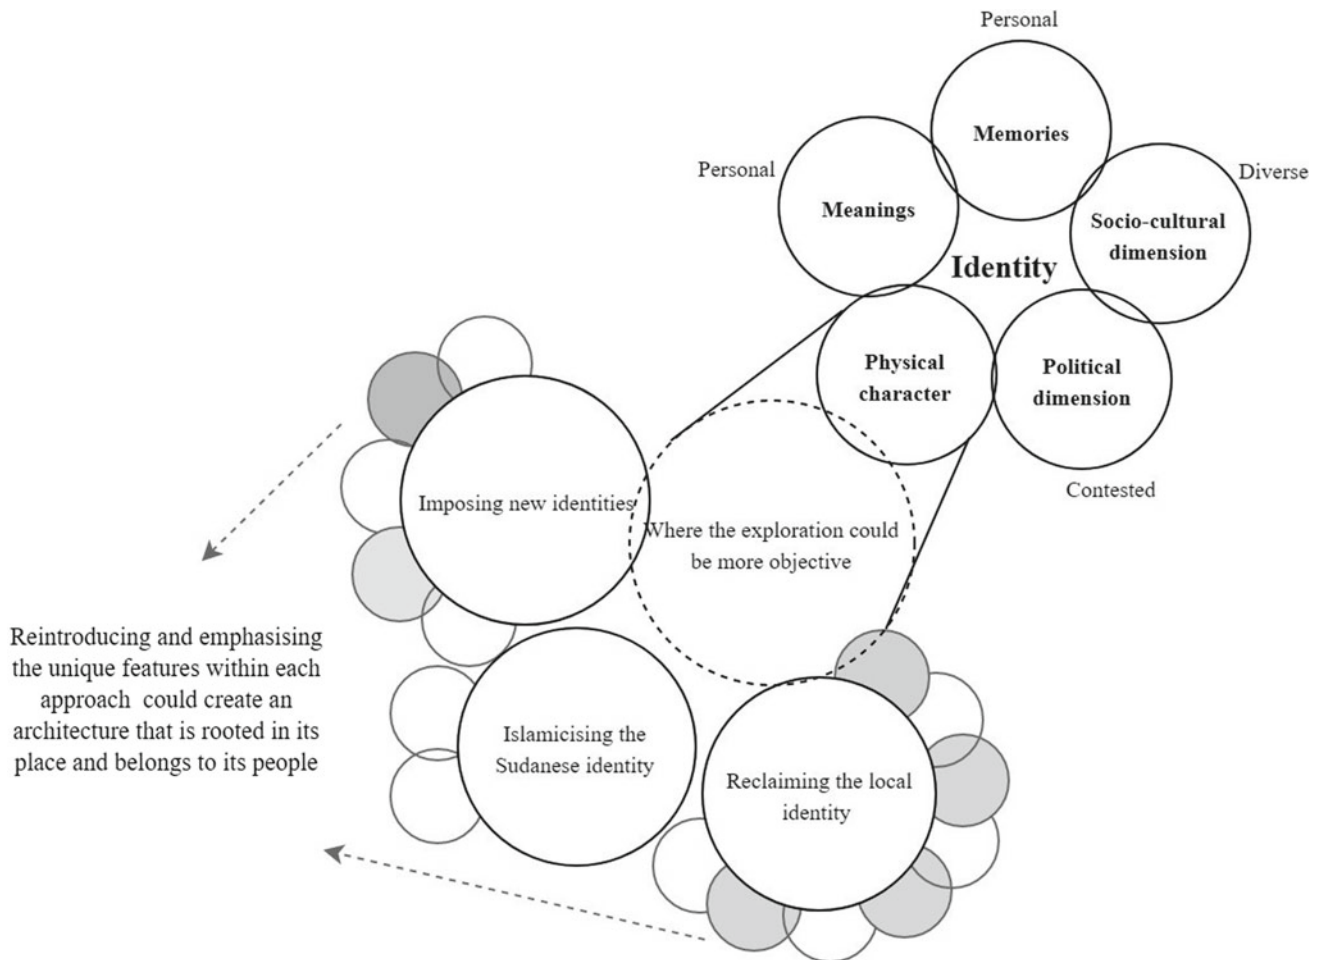 Personal
Memories
Personal
Diverse
Meanings
Socio-cultural
dimension
Identity
Physical
character
Political
dimension
Contested
Imposing new identities
Where the exploration could
be more objective
Reintroducing and emphasising
the unique features within each
approach could create an
architecture that is rooted in its
place and belongs to its people
Islamicising the
Sudanese identity
Reclaiming the local
identity